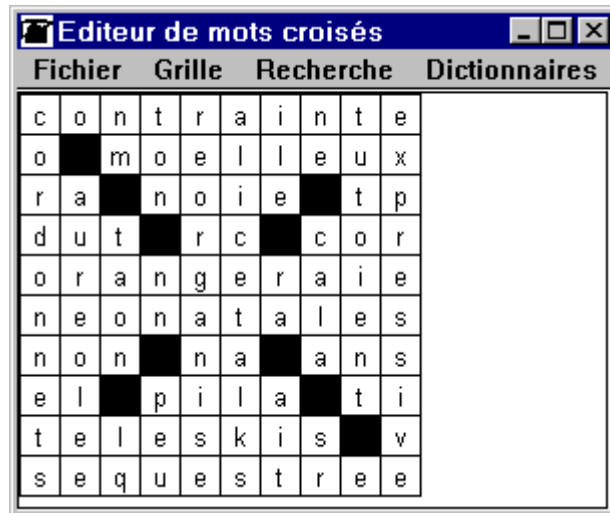 Editeur de mots croisés
Fichier Grille Recherche Dictionnaires
c o n t r a i n t e
o m o e l l e u x
r a n o i e t p
d u t r c c o r
o r a n g e r a i e
n e o n a t a l e s
n o n n a a n s
e l p i l a t i
t e l e s k i s v
s e q u e s t r e e